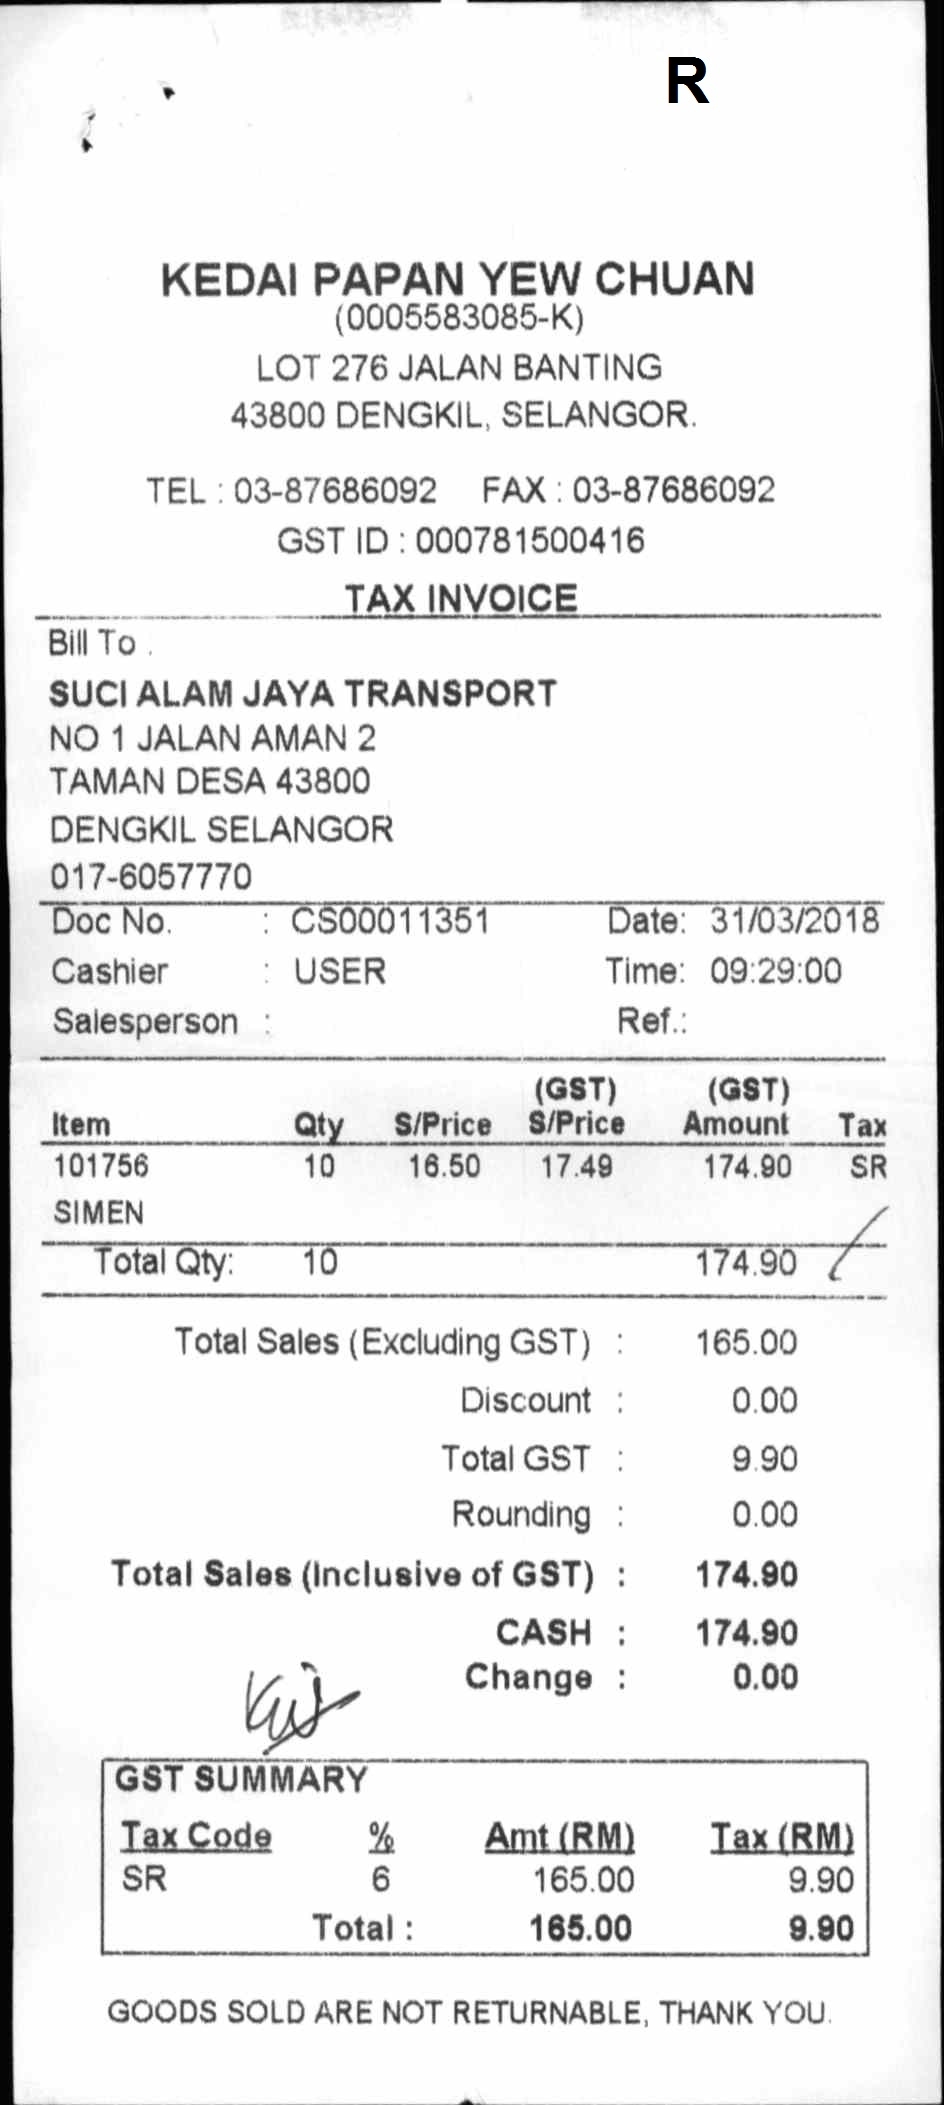 R
KEDAI PAPAN YEW CHUAN
(0005583085-K)
LOT 276 JALAN BANTING
43800 DENGKIL, SELANGOR.
TEL : 03-87686092 FAX : 03-87686092
GST ID : 000781500416
TAX INVOICE
Bill To :
SUCI ALAM JAYA TRANSPORT
NO 1 JALAN AMAN 2
TAMAN DESA 43800
DENGKIL SELANGOR
017-6057770
Doc No. : CS00011351 Date: 31/03/2018
Cashier : USER Time: 09:29:00
Salesperson : Ref.:
(GST) (GST)
Item Qty S/Price S/Price Amount Tax
101756 10 16.50 17.49 174.90 SR
SIMEN
Total Qty: 10 174.90
Total Sales (Excluding GST) : 165.00
Discount : 0.00
Total GST : 9.90
Rounding : 0.00
Total Sales (Inclusive of GST) : 174.90
CASH : 174.90
Change : 0.00
GST SUMMARY
Tax Code % Amt (RM) Tax (RM)
SR 6 165.00 9.90
Total : 165.00 9.90
GOODS SOLD ARE NOT RETURNABLE, THANK YOU.